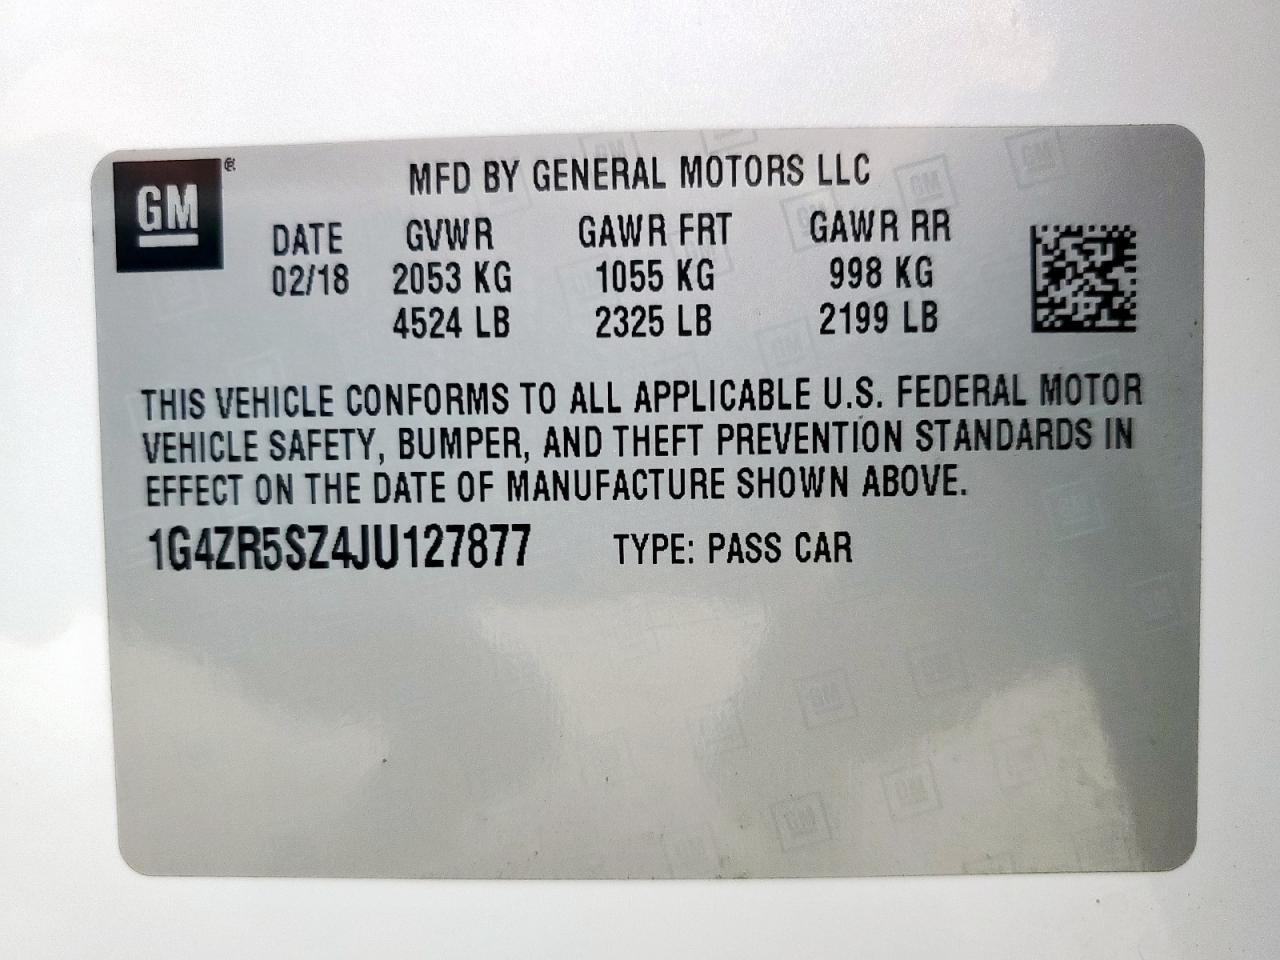 GM®
MFD BY GENERAL MOTORS LLC
DATE GVWR GAWR FRT GAWR RR
02/18 2053 KG 1055 KG 998 KG
4524 LB 2325 LB 2199 LB
THIS VEHICLE CONFORMS TO ALL APPLICABLE U.S. FEDERAL MOTOR
VEHICLE SAFETY, BUMPER, AND THEFT PREVENTION STANDARDS IN
EFFECT ON THE DATE OF MANUFACTURE SHOWN ABOVE.
1G4ZR5SZ4JU127877 TYPE: PASS CAR